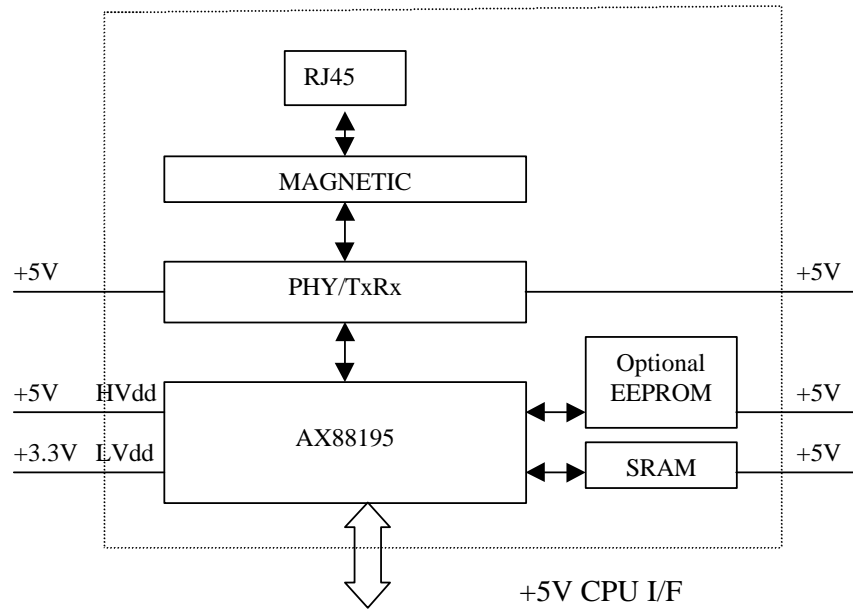 RJ45
MAGNETIC
+5V
PHY/TxRx
+5V
Optional
EEPROM
+5V HVdd
+5V
AX88195
+3.3V LVdd
SRAM
+5V
+5V CPU I/F